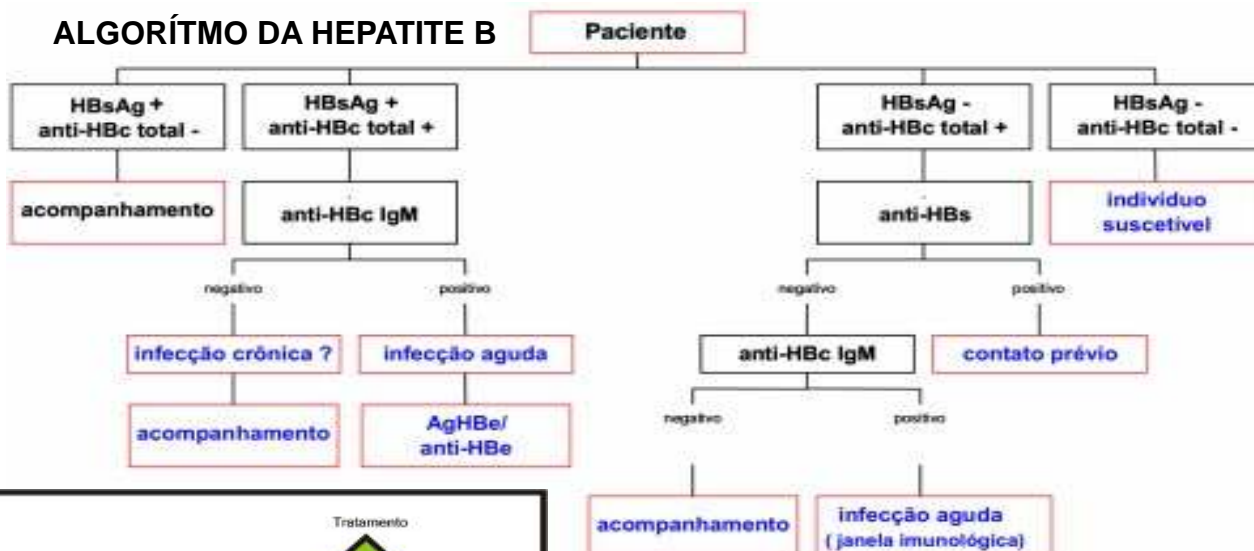 ALGORÍTMO DA HEPATITE B
Paciente
HBsAg +
anti-HBc total -
HBsAg +
anti-HBc total +
HBsAg -
anti-HBc total +
HBsAg -
anti-HBc total -
acompanhamento
anti-HBc IgM
anti-HBs
individuo
suscetivel
negativo
positivo
negativo
positivo
infecção crônica ?
infecção aguda
anti-HBc IgM
contato prévio
acompanhamento
AgHBe/
anti-HBe
negativo
positivo
acompanhamento
infecção aguda
( janela imunológica)
Tratamento